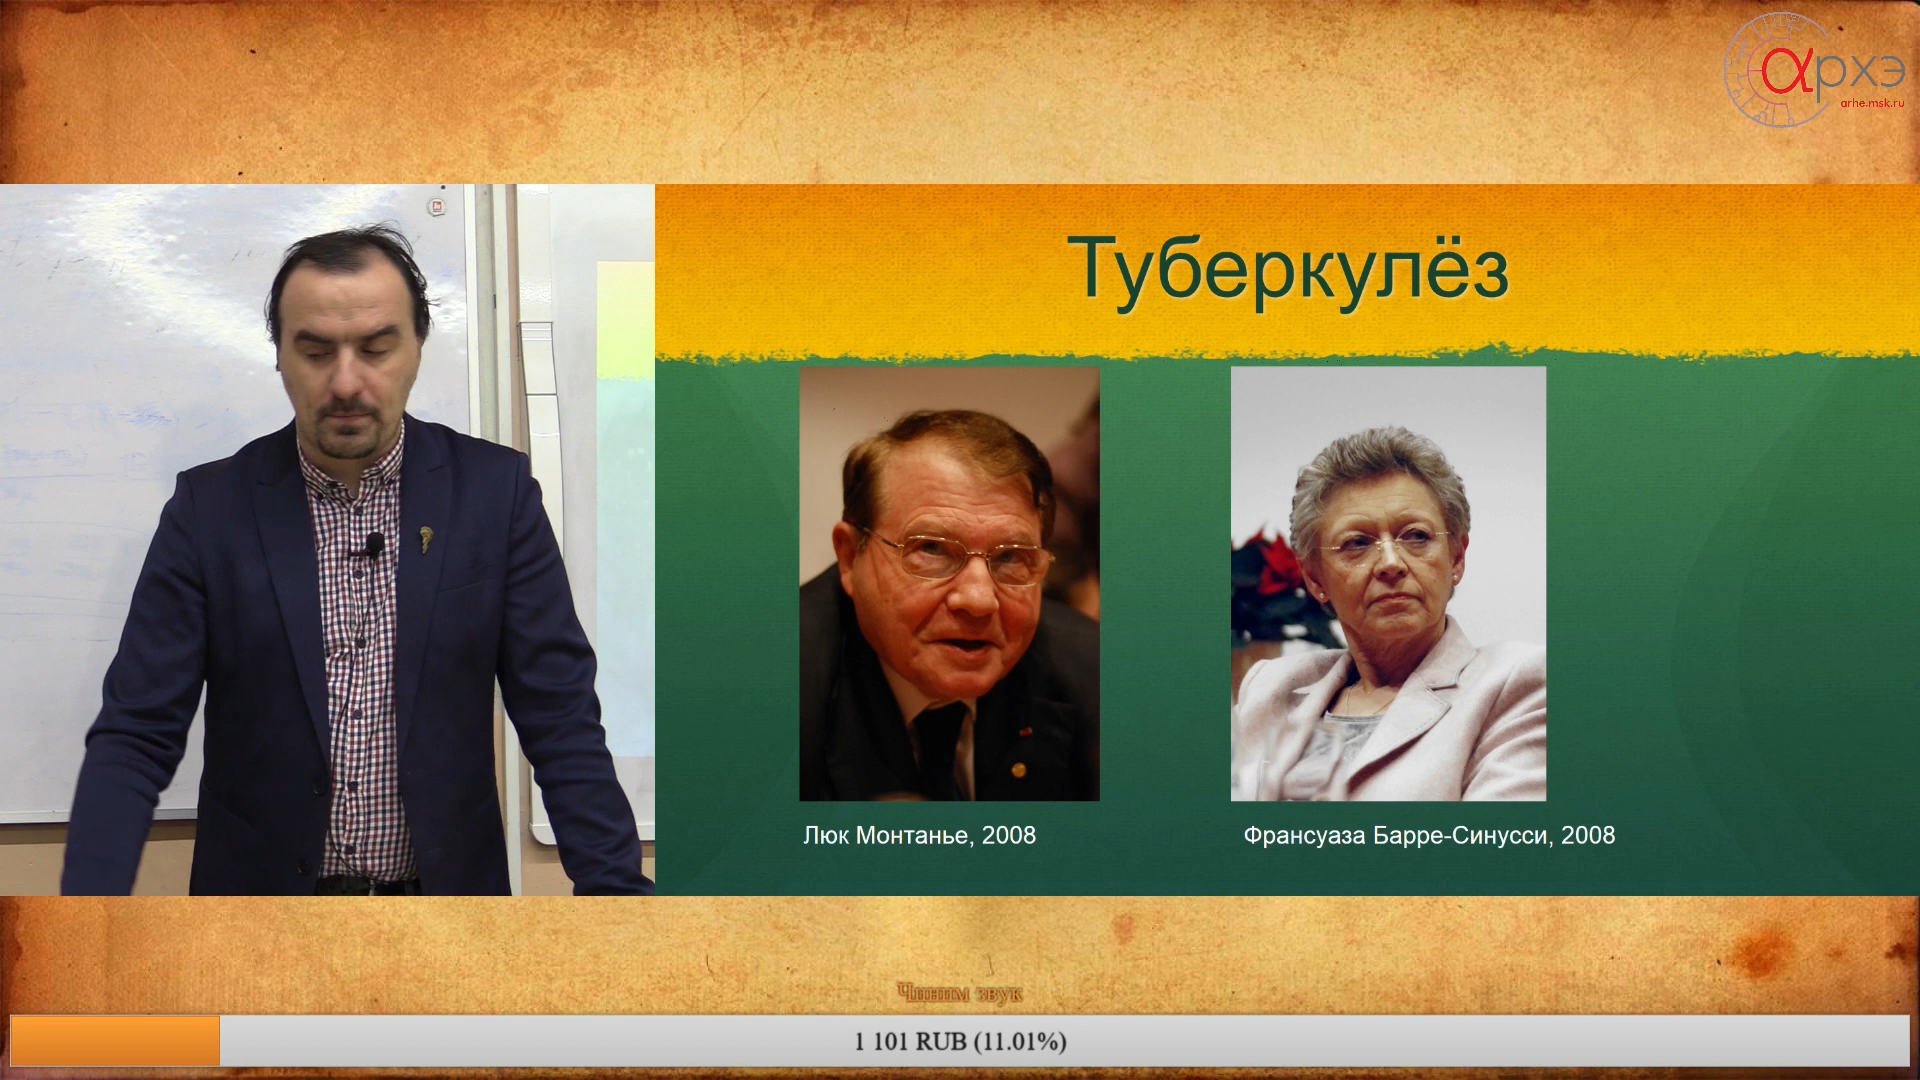 αрхэ
arhe.msk.ru
Туберкулёз
Люк Монтанье, 2008
Франсуаза Барре-Синусси, 2008
Чиним звук
1 101 RUB (11.01%)